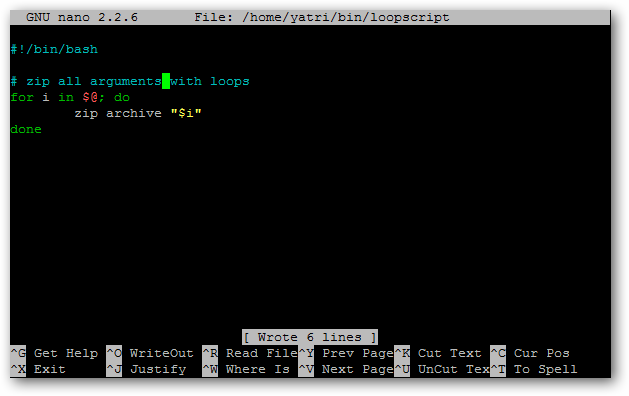 GNU nano 2.2.6 File: /home/yatri/bin/loopscript
#!/bin/bash
# zip all arguments with loops
for i in $@; do
zip archive "$i"
done
[ Wrote 6 lines ]
^G Get Help ^O WriteOut ^R Read File ^Y Prev Page ^K Cut Text ^C Cur Pos
^X Exit ^J Justify ^W Where Is ^V Next Page ^U UnCut Tex ^T To Spell